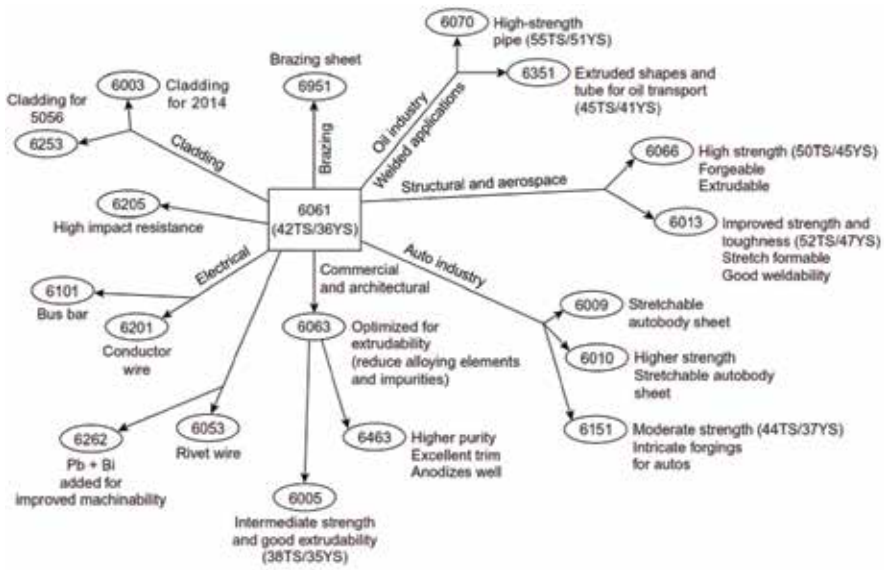 6070
High-strength
pipe (55TS/51YS)
6351
Extruded shapes and
tube for oil transport
(45TS/41YS)
Oil industry
Welded applications
Brazing sheet
6951
Brazing
6003
Cladding
for 2014
Cladding for
5056
6253
Cladding
6205
High impact resistance
6061
(42TS/36YS)
Structural and aerospace
6066
High strength (50TS/45YS)
Forgeable
Extrudable
6013
Improved strength and
toughness (52TS/47YS)
Stretch formable
Good weldability
Electrical
6101
Bus bar
6201
Conductor
wire
Commercial
and architectural
6063
Optimized for
extrudability
(reduce alloying elements
and impurities)
Auto industry
6009
Stretchable
autobody sheet
6010
Higher strength
Stretchable autobody
sheet
6151
Moderate strength (44TS/37YS)
Intricate forgings
for autos
6262
Pb + Bi
added for
improved machinability
6053
Rivet wire
6463
Higher purity
Excellent trim
Anodizes well
6005
Intermediate strength
and good extrudability
(38TS/35YS)